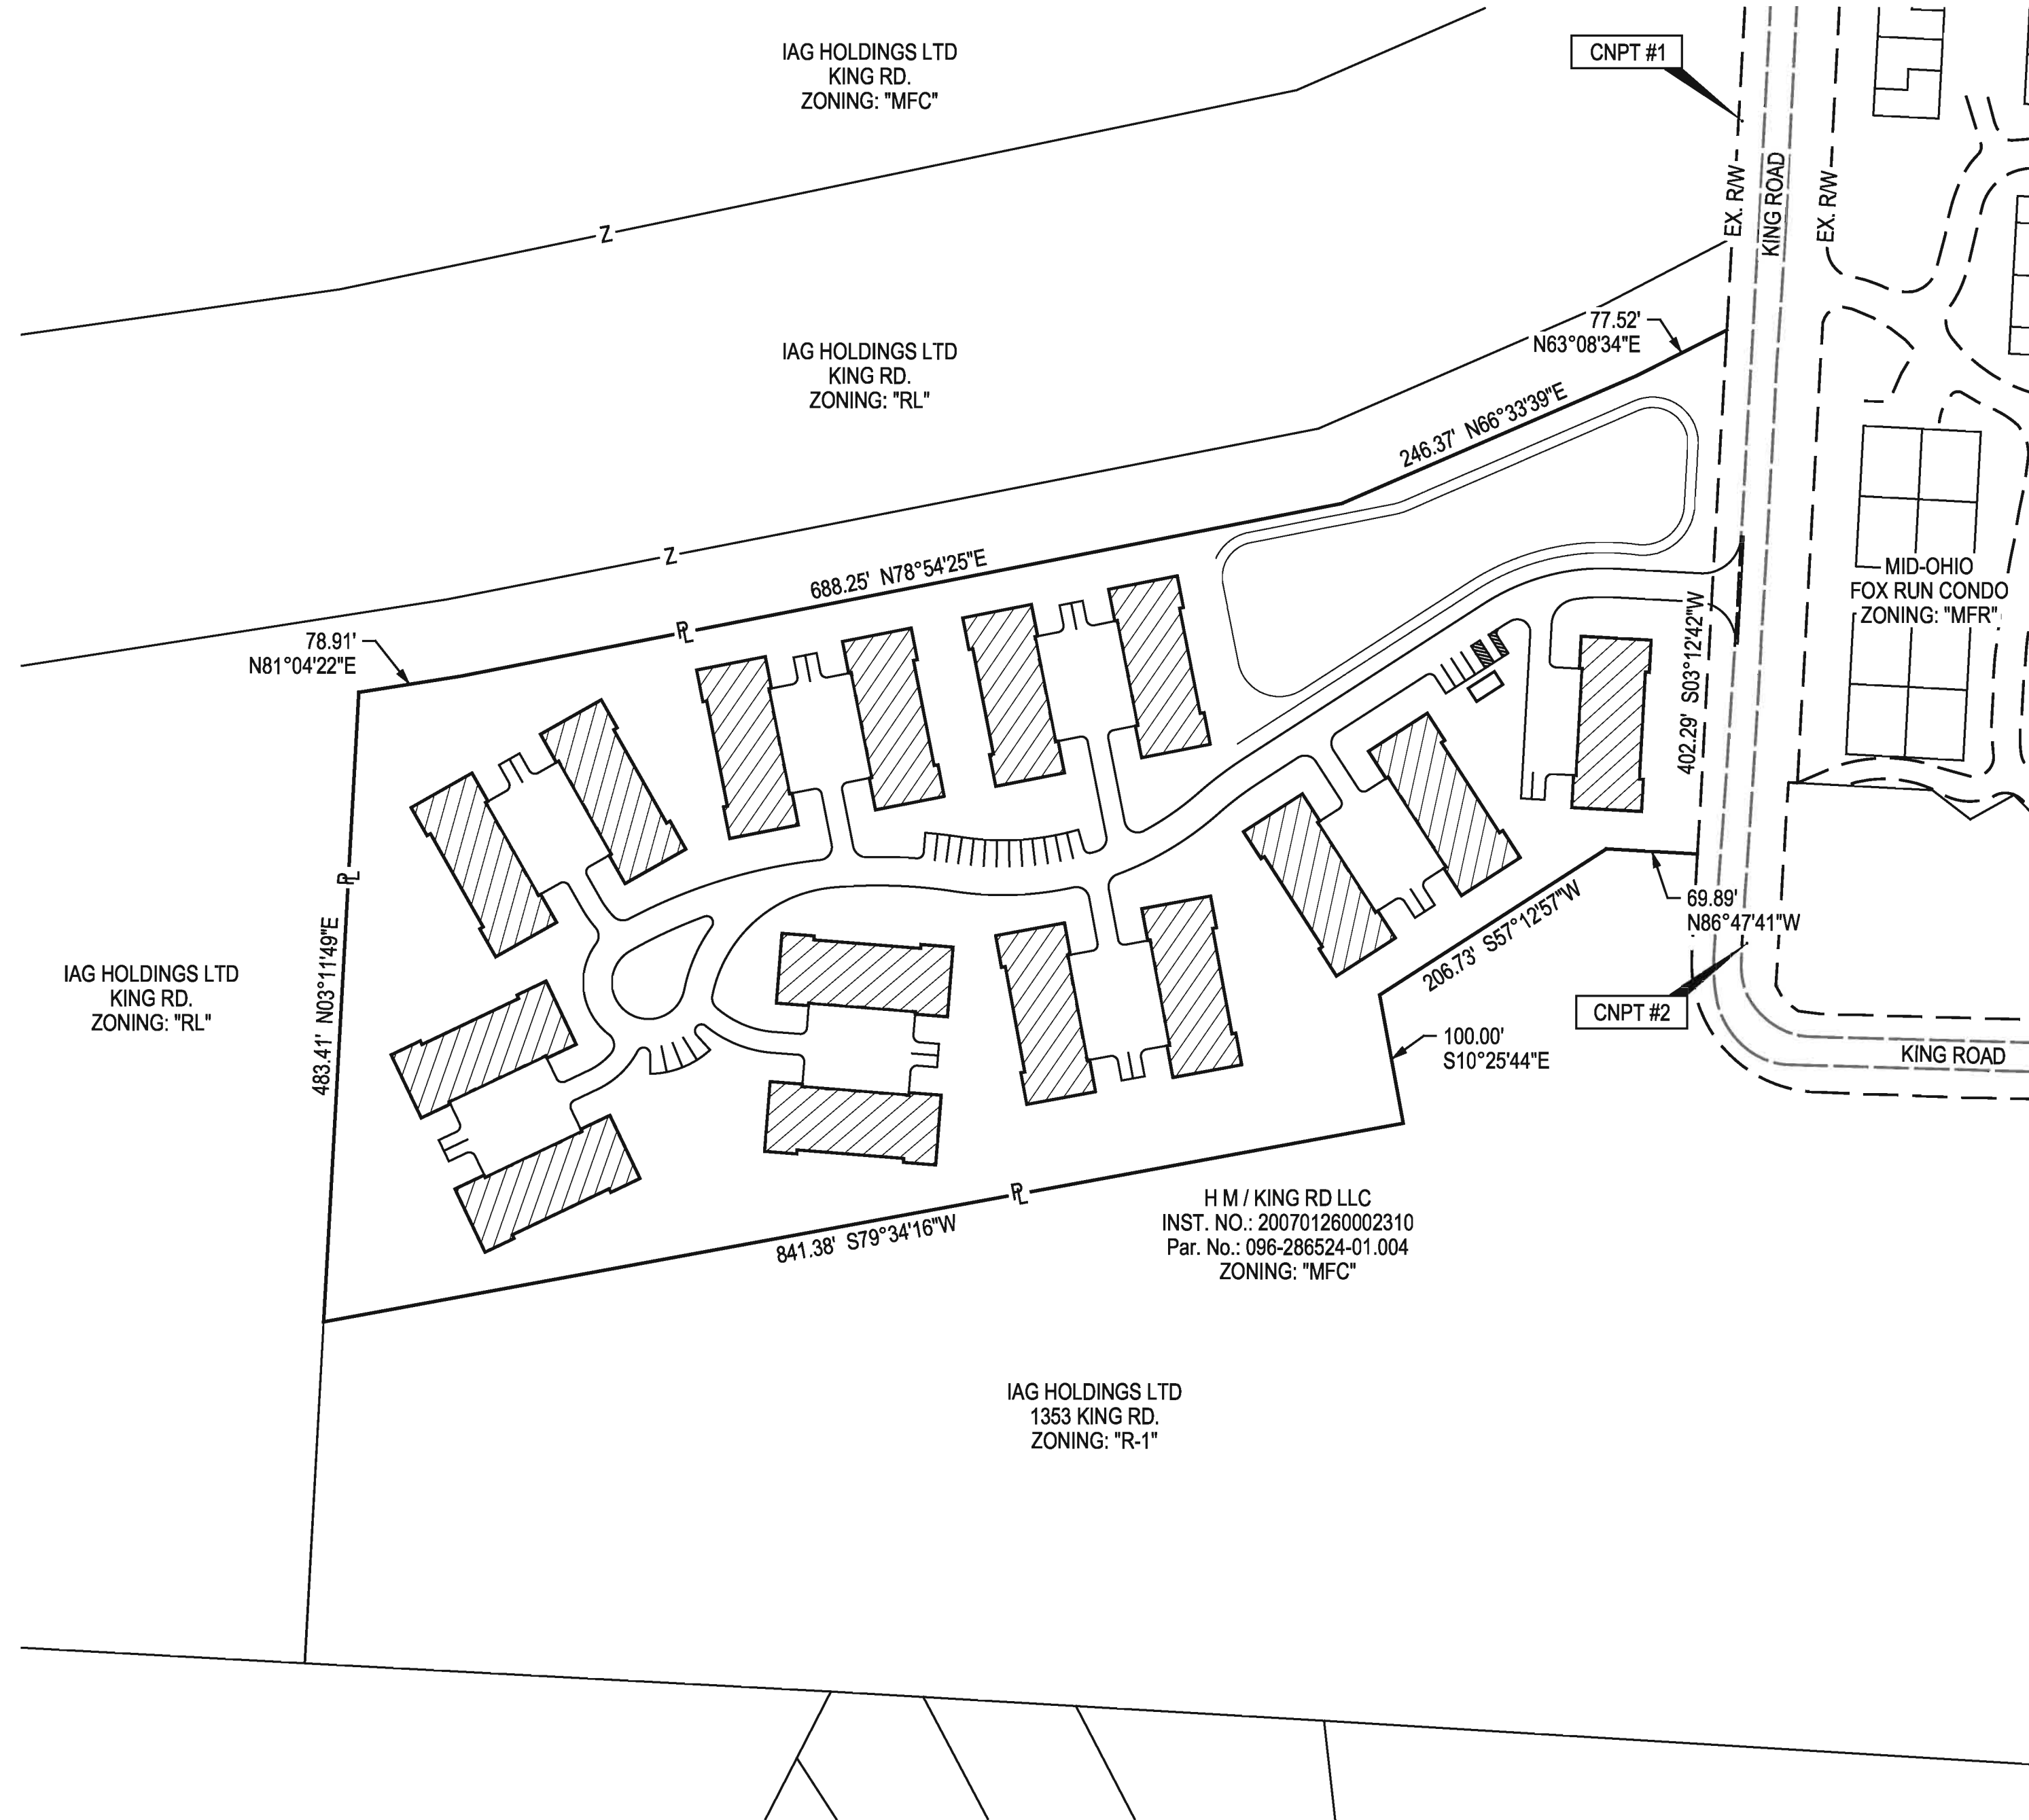 IAG HOLDINGS LTD
KING RD.
ZONING: "MFC"
CNPT #1
EX. R/W
KING ROAD
EX. R/W
Z
IAG HOLDINGS LTD
KING RD.
ZONING: "RL"
77.52'
N63°08'34"E
246.37' N66°33'39"E
Z
688.25' N78°54'25"E
PL
78.91'
N81°04'22"E
MID-OHIO
FOX RUN CONDO
ZONING: "MFR"
402.29' S03°12'42"W
PL
483.41' N03°11'49"E
69.89'
N86°47'41"W
206.73' S57°12'57"W
IAG HOLDINGS LTD
KING RD.
ZONING: "RL"
CNPT #2
100.00'
S10°25'44"E
KING ROAD
PL
841.38' S79°34'16"W
H M / KING RD LLC
INST. NO.: 200701260002310
Par. No.: 096-286524-01.004
ZONING: "MFC"
IAG HOLDINGS LTD
1353 KING RD.
ZONING: "R-1"